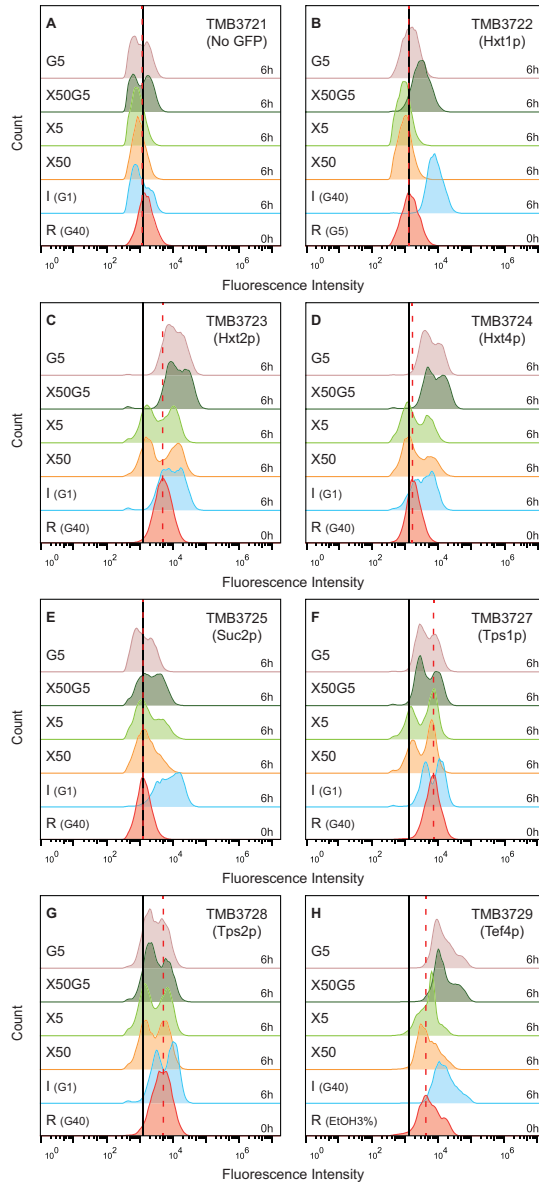 A TMB3721
(No GFP)
G5 6h
X50G5 6h
X5 6h
X50 6h
I (G1) 6h
R (G40) 0h
Count
10^0 10^2 10^4 10^6
Fluorescence Intensity
B TMB3722
(Hxt1p)
6h
6h
6h
6h
I (G40) 6h
R (G5) 0h
G5
X50G5
X5
X50
10^0 10^2 10^4 10^6
Fluorescence Intensity
C TMB3723
(Hxt2p)
G5 6h
X50G5 6h
X5 6h
X50 6h
I (G1) 6h
R (G40) 0h
Count
10^0 10^2 10^4 10^6
Fluorescence Intensity
D TMB3724
(Hxt4p)
G5 6h
X50G5 6h
X5 6h
X50 6h
I (G1) 6h
R (G40) 0h
10^0 10^2 10^4 10^6
Fluorescence Intensity
E TMB3725
(Suc2p)
G5 6h
X50G5 6h
X5 6h
X50 6h
I (G1) 6h
R (G40) 0h
Count
10^0 10^2 10^4 10^6
Fluorescence Intensity
F TMB3727
(Tps1p)
G5 6h
X50G5 6h
X5 6h
X50 6h
I (G1) 6h
R (G40) 0h
10^0 10^2 10^4 10^6
Fluorescence Intensity
G TMB3728
(Tps2p)
G5 6h
X50G5 6h
X5 6h
X50 6h
I (G1) 6h
R (G40) 0h
Count
10^0 10^2 10^4 10^6
Fluorescence Intensity
H TMB3729
(Tef4p)
G5 6h
X50G5 6h
X5 6h
X50 6h
I (G40) 6h
R (EtOH3%) 0h
10^0 10^2 10^4 10^6
Fluorescence Intensity